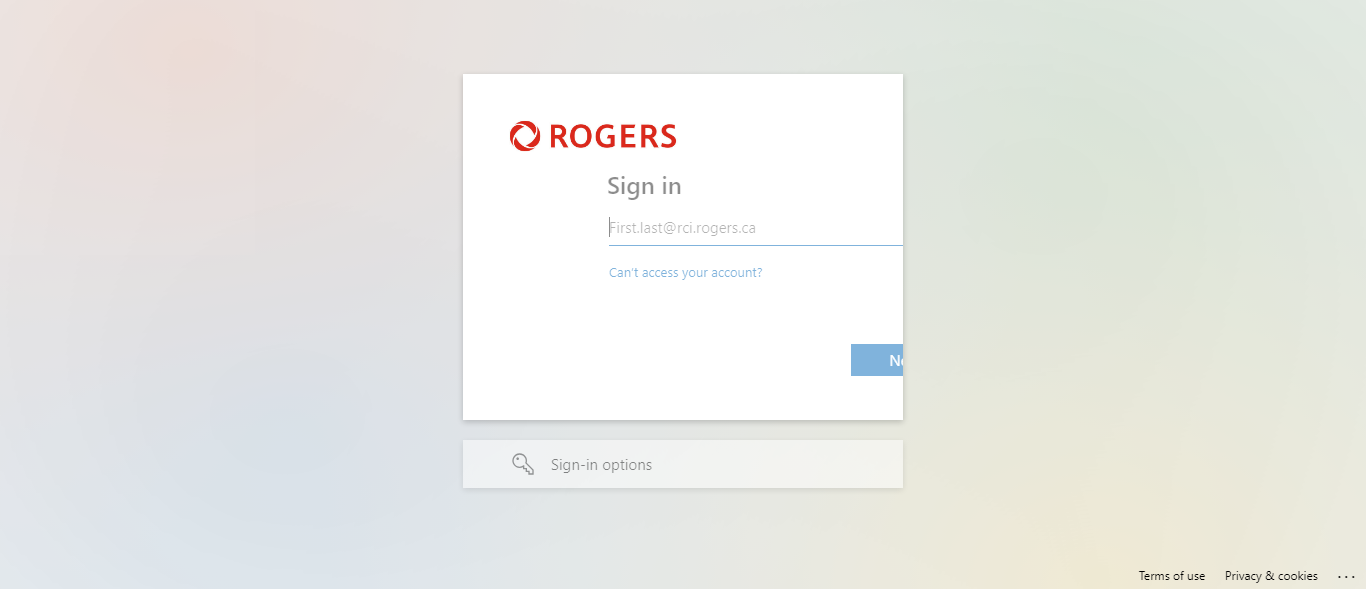 ROGERS
Sign in
First.last@rci.rogers.ca
Can't access your account?
Sign-in options
Terms of use Privacy & cookies ...